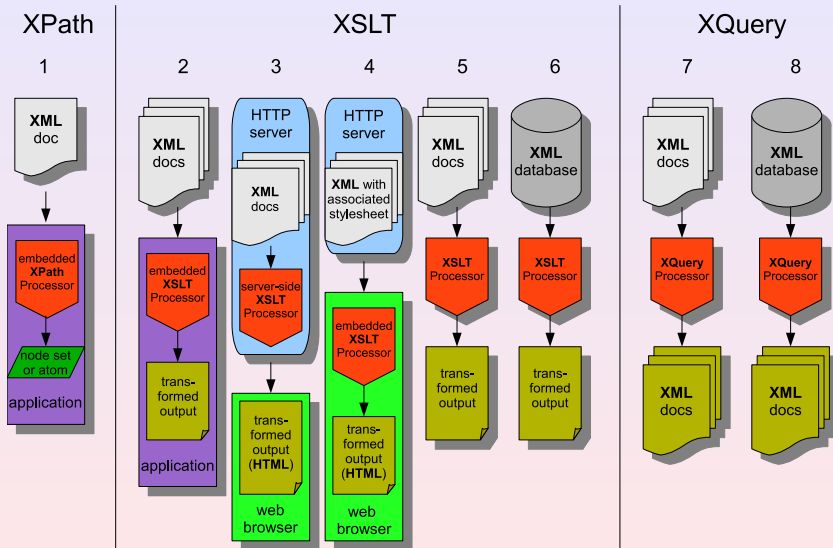 XPath
XSLT
XQuery
1
2
3
4
5
6
7
8
XML
doc
embedded
XPath
Processor
node set
or atom
application
XML
docs
embedded
XSLT
Processor
trans-
formed
output
application
HTTP
server
XML
docs
server-side
XSLT
Processor
trans-
formed
output
(HTML)
web
browser
HTTP
server
XML with
associated
stylesheet
embedded
XSLT
Processor
trans-
formed
output
(HTML)
web
browser
XML
docs
XSLT
Processor
trans-
formed
output
XML
database
XSLT
Processor
trans-
formed
output
XML
docs
XQuery
Processor
XML
docs
XML
database
XQuery
Processor
XML
docs